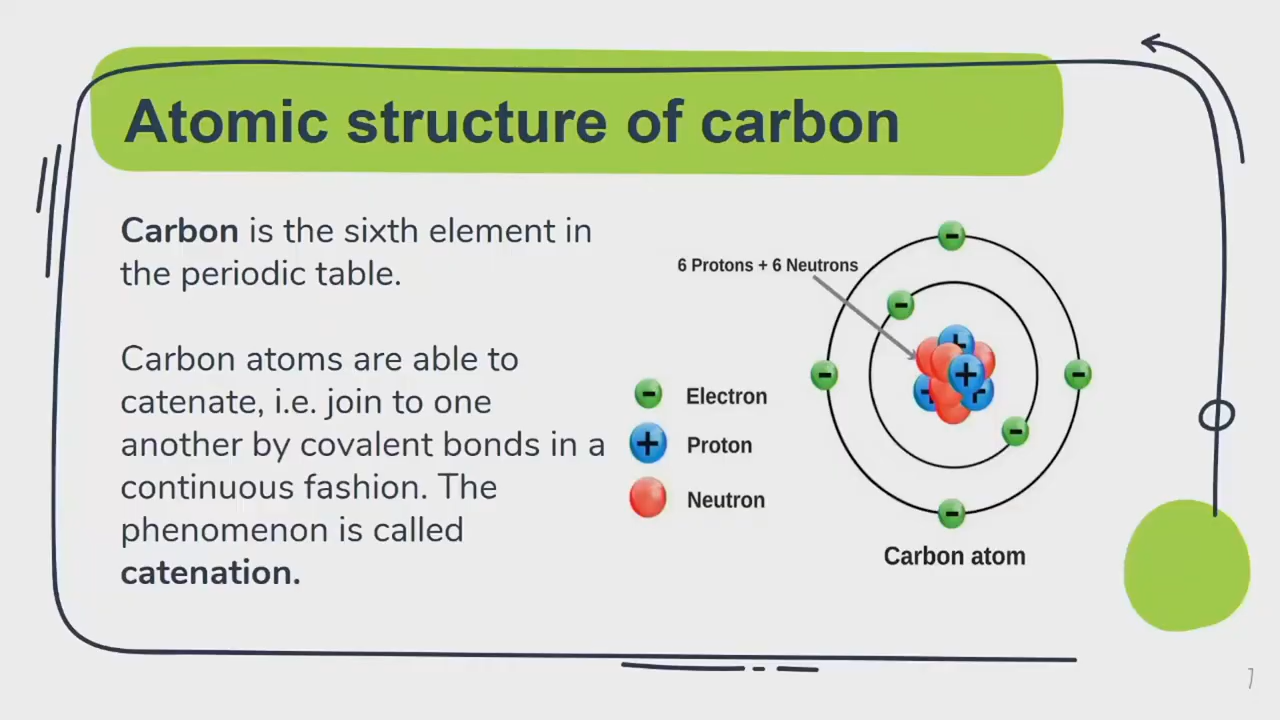 Atomic structure of carbon
Carbon is the sixth element in
the periodic table.
Carbon atoms are able to
catenate, i.e. join to one
another by covalent bonds in a
continuous fashion. The
phenomenon is called
catenation.
6 Protons + 6 Neutrons
Electron
Proton
Neutron
Carbon atom
7